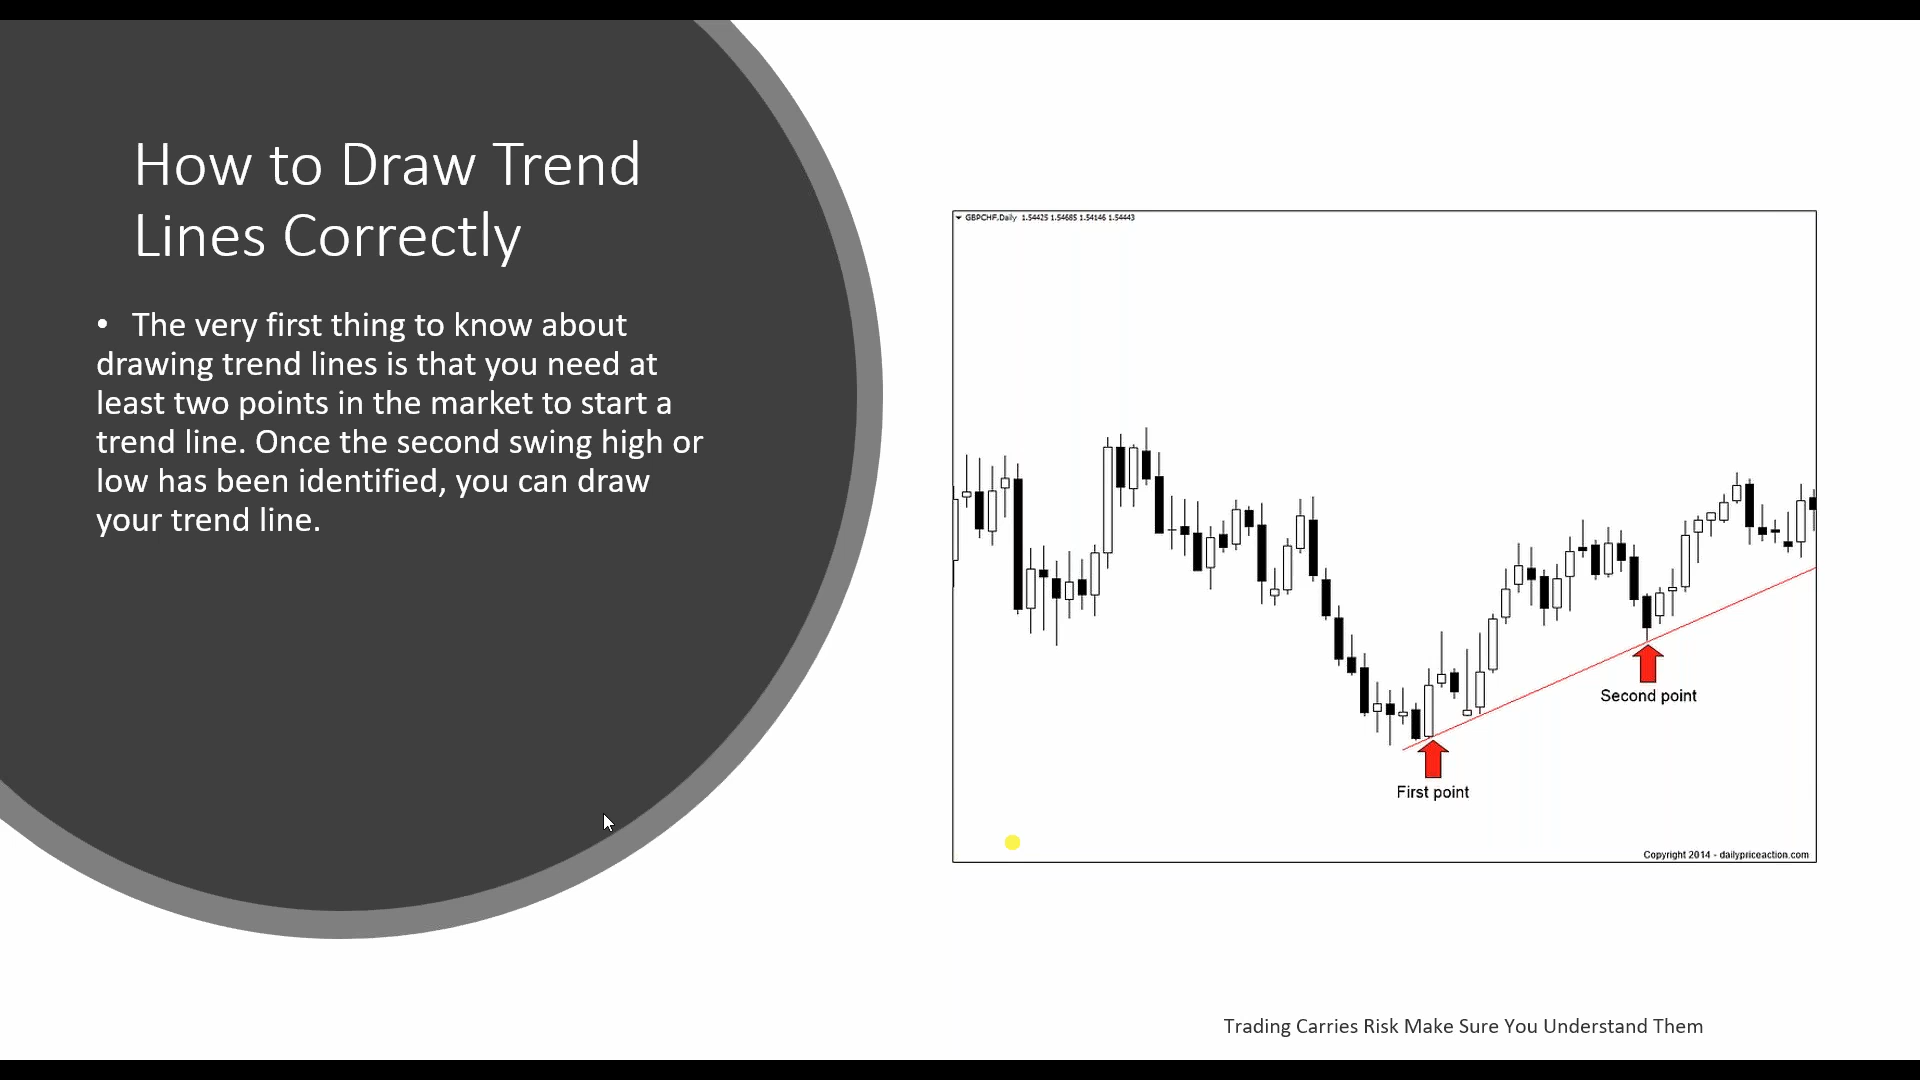 How to Draw Trend
Lines Correctly
• The very first thing to know about
drawing trend lines is that you need at
least two points in the market to start a
trend line. Once the second swing high or
low has been identified, you can draw
your trend line.
GBPCHF,Daily 1.54425 1.54685 1.54146 1.54443
Second point
First point
Copyright 2014 - dailypriceaction.com
Trading Carries Risk Make Sure You Understand Them